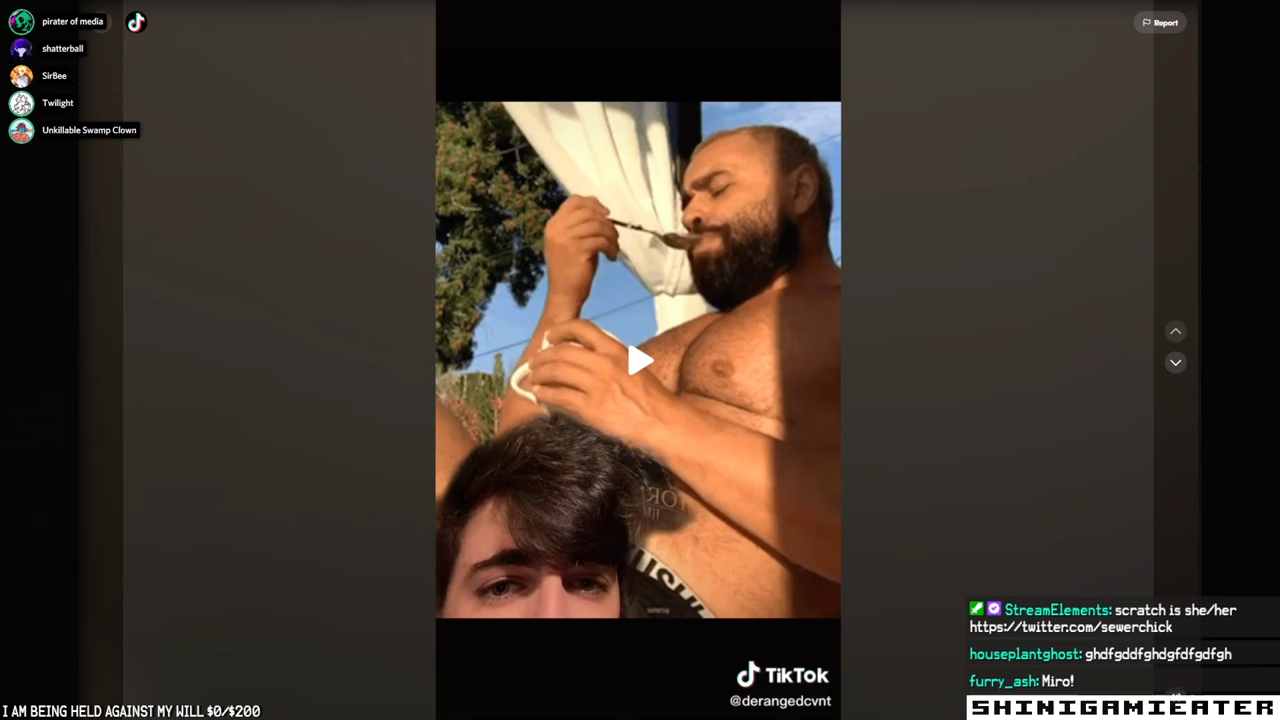 pirater of media
Report
shatterball
SirBee
Twilight
Unkillable Swamp Clown
TikTok
@derangedcvnt
StreamElements: scratch is she/her
https://twitter.com/sewerchick
houseplantghost: ghdfgddfghdgfdfgdfgh
furry_ash: Miro!
I AM BEING HELD AGAINST MY WILL $0/$200
SHINIGAMIEATER